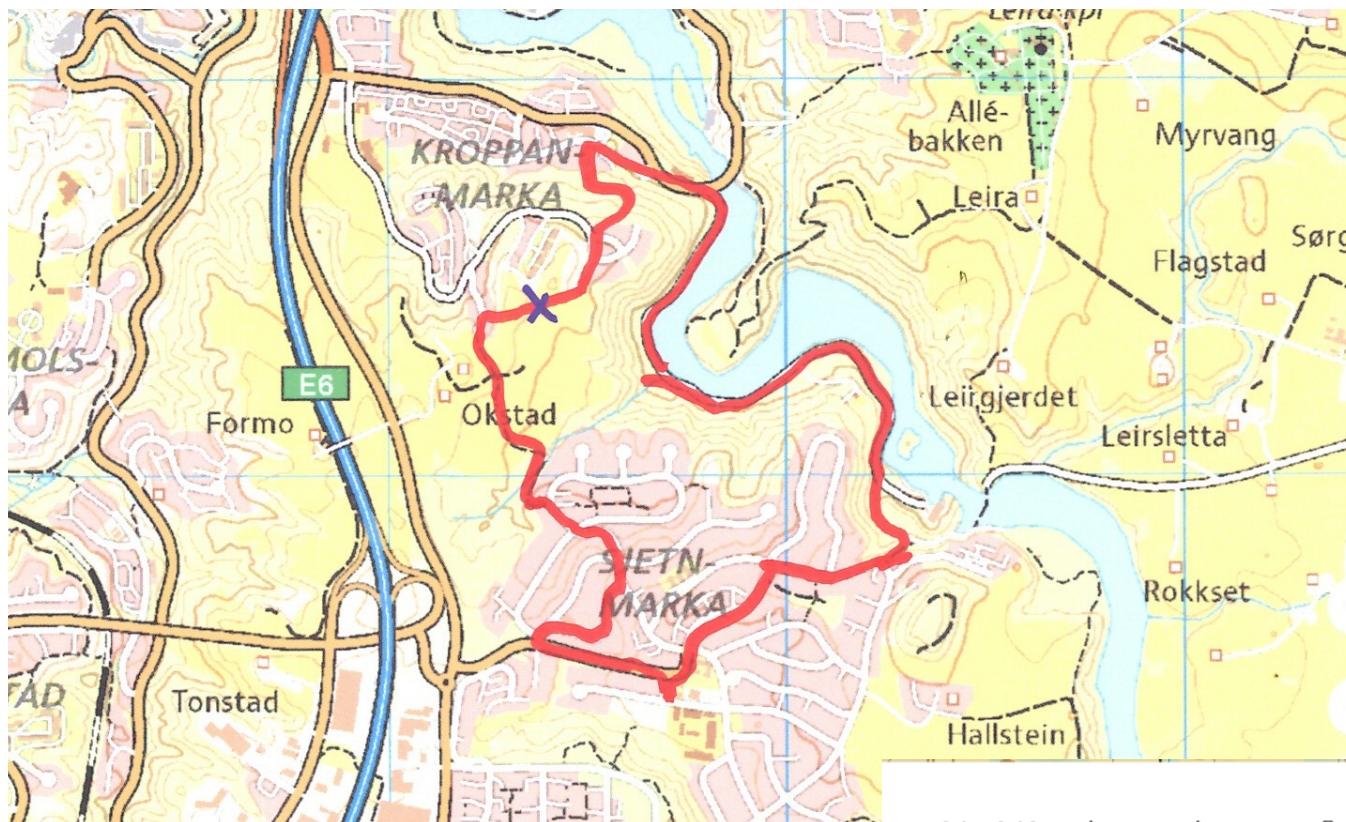 Leira kpl
Allé-
bakken
Myrvang
KROPPAN-
MARKA
Leira
Sørg
Flagstad
MOLS-
A
E6
Formo
Okstad
Leirgjerdet
Leirsletta
SJETN-
MARKA
Rokkset
TAD
Tonstad
Hallstein